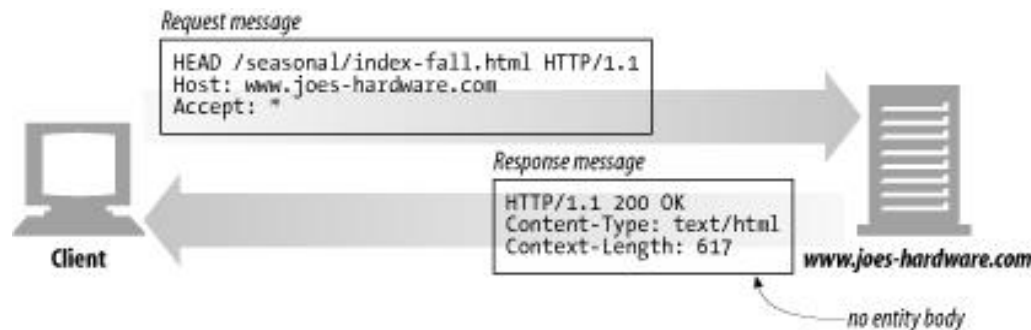 Request message
HEAD /seasonal/index-fall.html HTTP/1.1
Host: www.joes-hardware.com
Accept: *
Response message
HTTP/1.1 200 OK
Content-Type: text/html
Context-Length: 617
Client
www.joes-hardware.com
no entity body